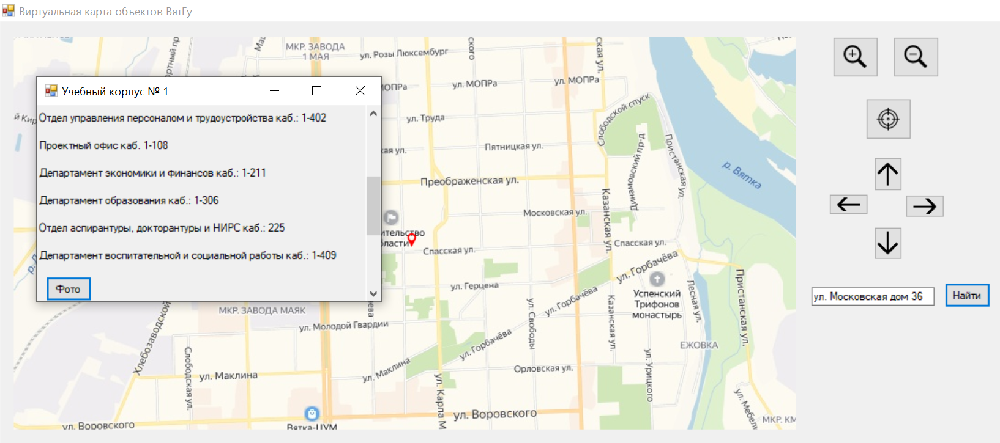 Виртуальная карта объектов ВятГу
МКР. ЗАВОДА
1 МАЯ
ул. Розы Люксембург
ская ул.
ул. МОПРа
ул. МОПРа
Учебный корпус № 1
Отдел управления персоналом и трудоустройства каб.: 1-402
Проектный офис каб. 1-108
Департамент экономики и финансов каб.: 1-211
Департамент образования каб.: 1-306
Отдел аспирантуры, докторантуры и НИРС каб.: 225
Департамент воспитательной и социальной работы каб.: 1-409
Фото
ул. Труда
Слободской спуск
Пятницкая ул.
Динамовский пр-д
Пристанская ул.
р. Вятка
Преображенская ул.
Казанская ул.
Московская ул.
Спасская ул.
Спасская ул.
ул. Горбачёва
ул. Герцена
ул. Горбачёва
Успенский
Трифонов
монастырь
Лесная ул.
Пристанская ул.
Казанская ул.
ул. Свободы
МКР. ЗАВОДА МАЯК
ул. Молодой Гвардии
Хлебозаводской
ул. Горбачёва
ЕЖОВКА
Слободская ул.
ул. Маклина
ул. Маклина
Орловская ул.
ул. Урицкого
ул. Карла М
ул. Воровского
ул. Воровского
Вятка-ЦУМ
ул. Мебель
МКР. КМ
ул. Московская дом 36
Найти